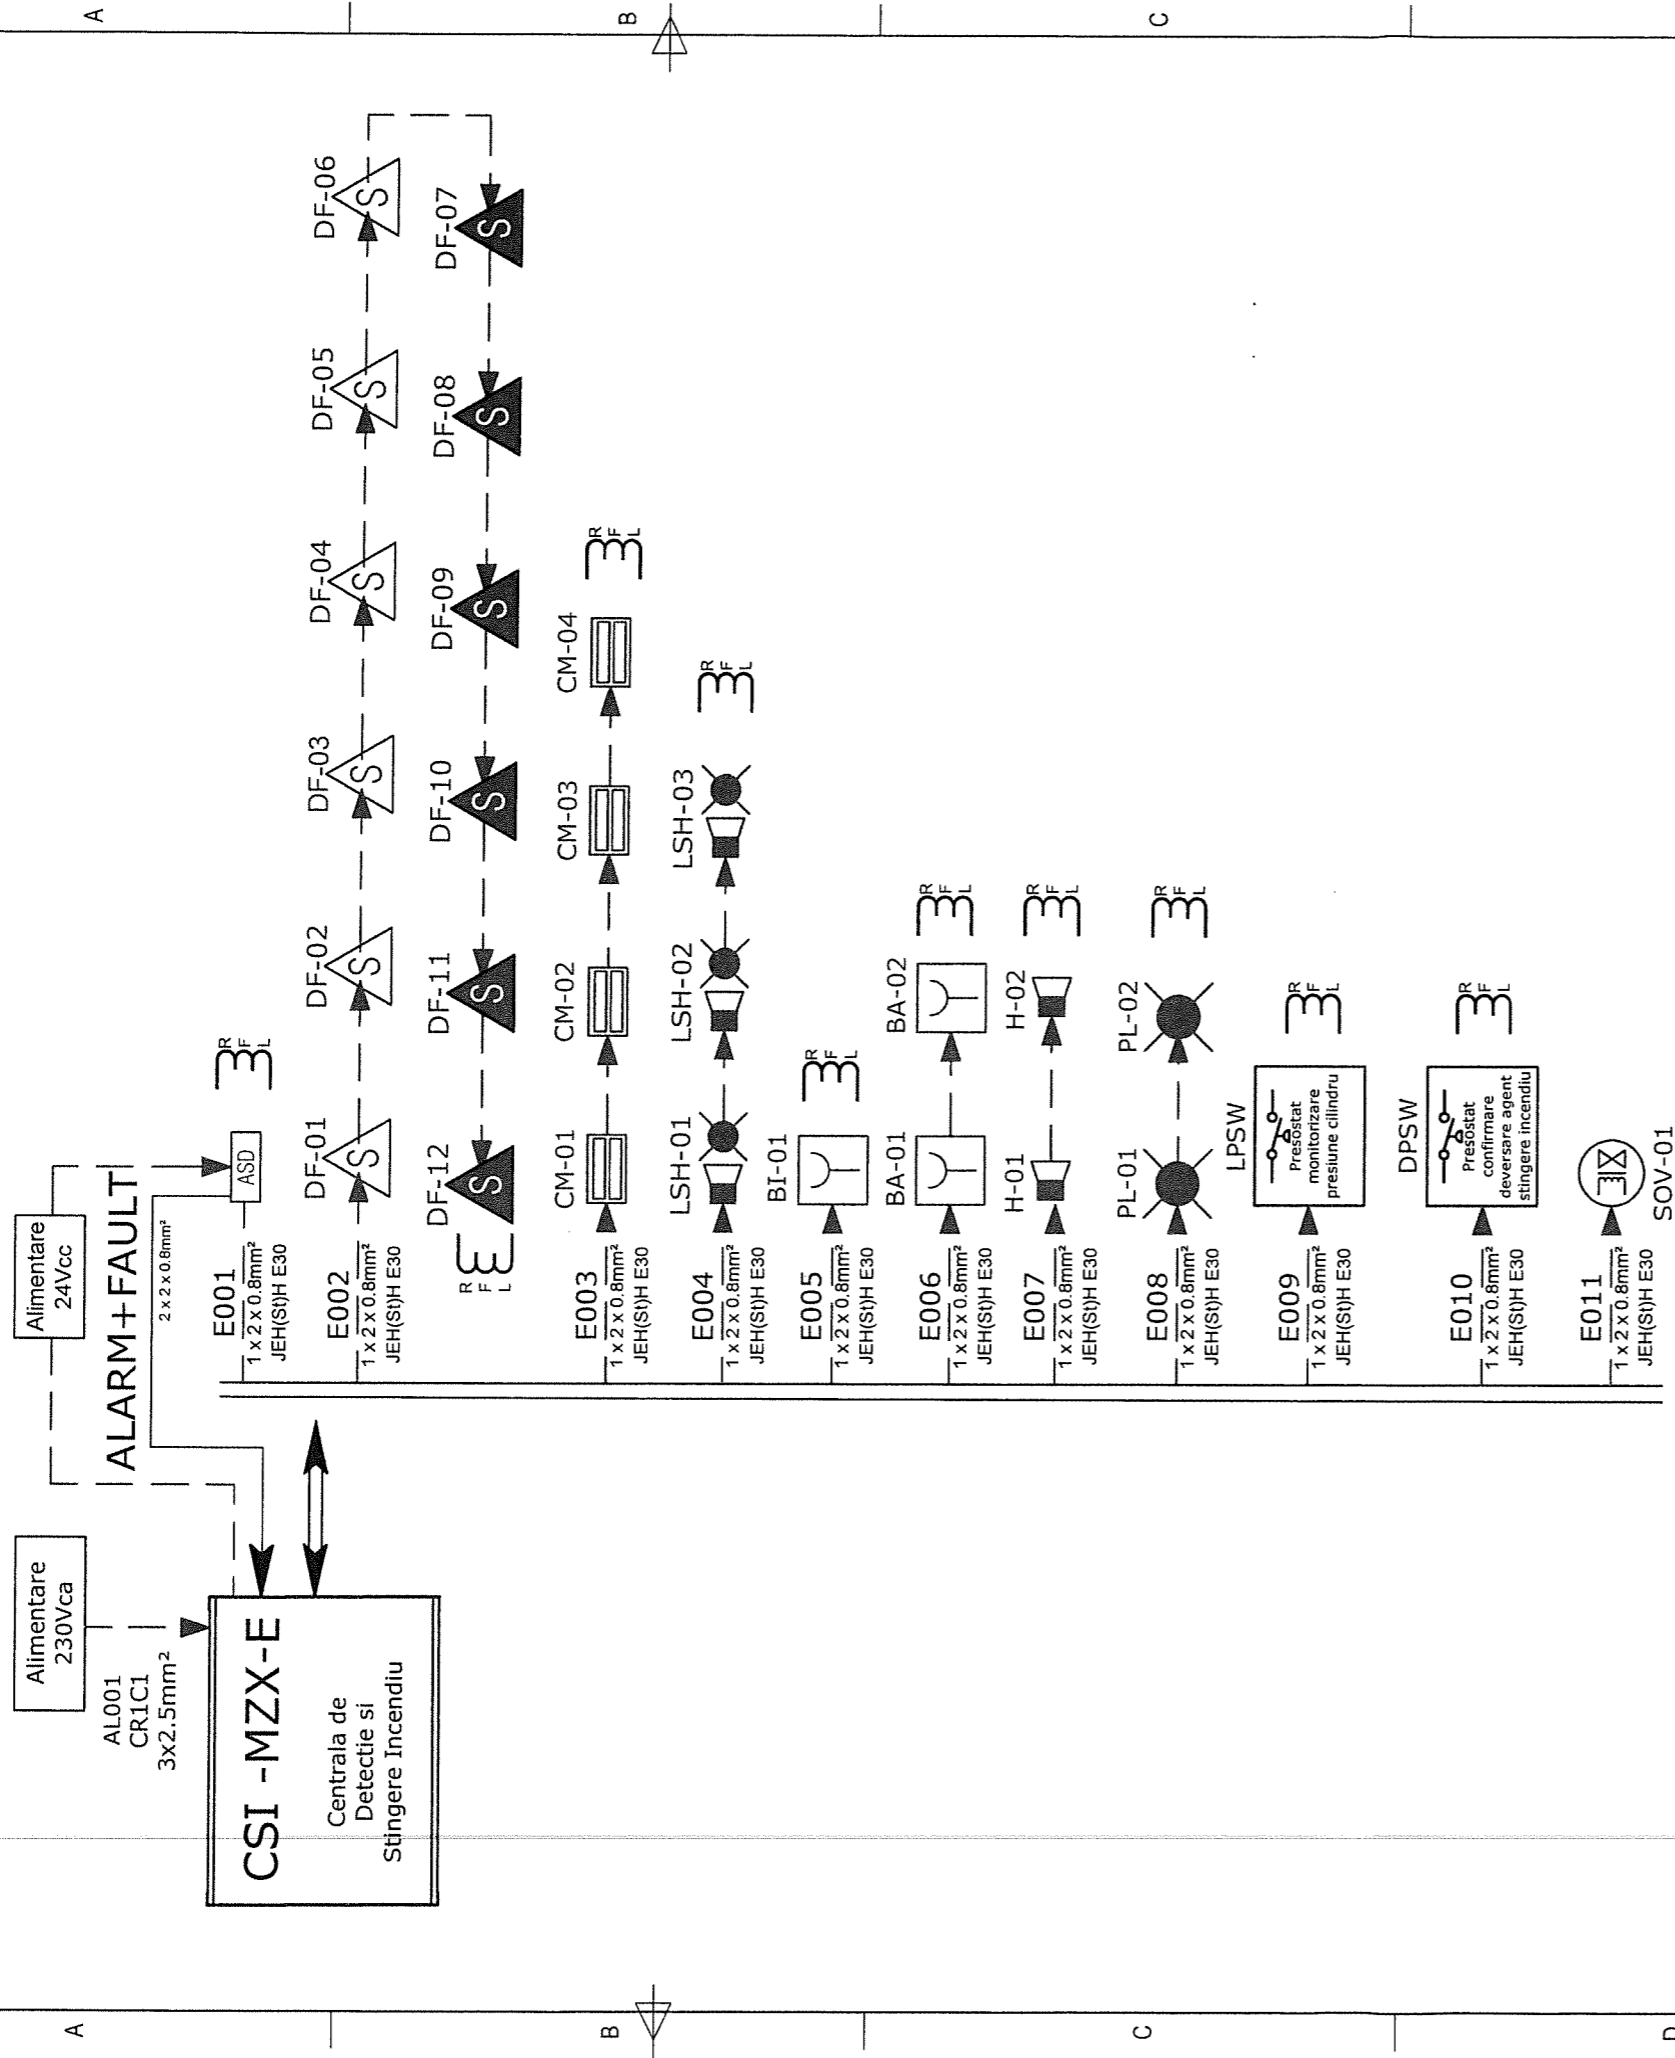 A
B
C
Alimentare
230Vca
AL001
CR1C1
3x2.5mm²
Alimentare
24Vcc
ALARM+FAULT
2 x 2 x 0.8mm²
CSI -MZX-E
Centrala de
Detectie si
Stingere Incendiu
E001
1 x 2 x 0.8mm²
JEH(St)H E30
ASD
R
F
L
E002
1 x 2 x 0.8mm²
JEH(St)H E30
DF-01
S
DF-02
S
DF-03
S
DF-04
S
DF-05
S
DF-06
S
R
F
L
DF-12
S
DF-11
S
DF-10
S
DF-09
S
DF-08
S
DF-07
S
E003
1 x 2 x 0.8mm²
JEH(St)H E30
CM-01
CM-02
CM-03
CM-04
R
F
L
E004
1 x 2 x 0.8mm²
JEH(St)H E30
LSH-01
LSH-02
LSH-03
R
F
L
E005
1 x 2 x 0.8mm²
JEH(St)H E30
BI-01
R
F
L
E006
1 x 2 x 0.8mm²
JEH(St)H E30
BA-01
BA-02
R
F
L
E007
1 x 2 x 0.8mm²
JEH(St)H E30
H-01
H-02
R
F
L
E008
1 x 2 x 0.8mm²
JEH(St)H E30
PL-01
PL-02
R
F
L
E009
1 x 2 x 0.8mm²
JEH(St)H E30
LPSW
Presostat
monitorizare
presiune cilindru
R
F
L
E010
1 x 2 x 0.8mm²
JEH(St)H E30
DPSW
Presostat
confirmare
deversare agent
stingere incendiu
R
F
L
E011
1 x 2 x 0.8mm²
JEH(St)H E30
SOV-01
A
B
C
D